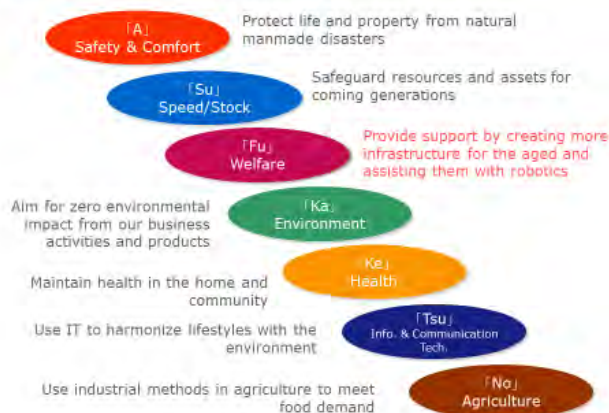 「A」
Safety & Comfort
Protect life and property from natural
manmade disasters
「Su」
Speed/Stock
Safeguard resources and assets for
coming generations
「Fu」
Welfare
Provide support by creating more
infrastructure for the aged and
assisting them with robotics
「Ka」
Environment
Aim for zero environmental
impact from our business
activities and products
「Ke」
Health
Maintain health in the home and
community
「Tsu」
Info. & Communication
Tech.
Use IT to harmonize lifestyles with the
environment
「No」
Agriculture
Use industrial methods in agriculture to meet
food demand